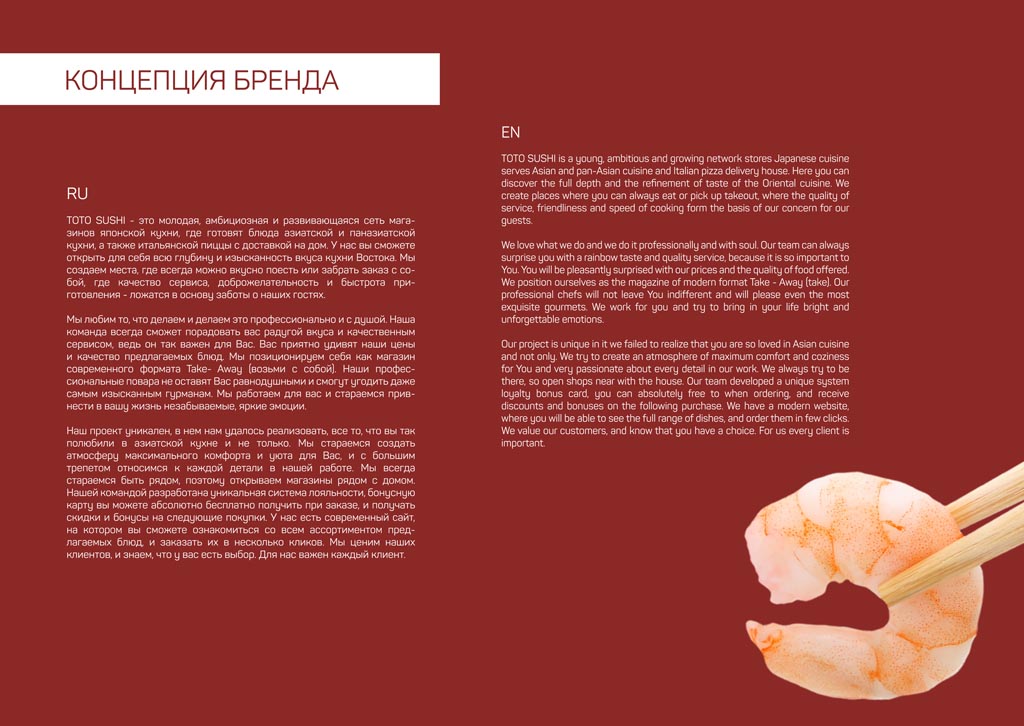 КОНЦЕПЦИЯ БРЕНДА
RU
TOTO SUSHI - это молодая, амбициозная и развивающаяся сеть мага-
зинов японской кухни, где готовят блюда азиатской и паназиатской
кухни, а также итальянской пиццы с доставкой на дом. У нас вы сможете
открыть для себя всю глубину и изысканность вкуса кухни Востока. Мы
создаем места, где всегда можно вкусно поесть или забрать заказ с со-
бой, где качество сервиса, доброжелательность и быстрота при-
готовления - ложатся в основу заботы о наших гостях.
Мы любим то, что делаем и делаем это профессионально и с душой. Наша
команда всегда сможет порадовать вас радугой вкуса и качественным
сервисом, ведь он так важен для Вас. Вас приятно удивят наши цены
и качество предлагаемых блюд. Мы позиционируем себя как магазин
современного формата Take- Away (возьми с собой). Наши профес-
сиональные повара не оставят Вас равнодушными и смогут угодить даже
самым изысканным гурманам. Мы работаем для вас и стараемся прив-
нести в вашу жизнь незабываемые, яркие эмоции.
Наш проект уникален, в нем нам удалось реализовать, все то, что вы так
полюбили в азиатской кухне и не только. Мы стараемся создать
атмосферу максимального комфорта и уюта для Вас, и с большим
трепетом относимся к каждой детали в нашей работе. Мы всегда
стараемся быть рядом, поэтому открываем магазины рядом с домом.
Нашей командой разработана уникальная система лояльности, бонусную
карту вы можете абсолютно бесплатно получить при заказе, и получать
скидки и бонусы на следующие покупки. У нас есть современный сайт,
на котором вы сможете ознакомиться со всем ассортиментом пред-
лагаемых блюд, и заказать их в несколько кликов. Мы ценим наших
клиентов, и знаем, что у вас есть выбор. Для нас важен каждый клиент.
EN
TOTO SUSHI is a young, ambitious and growing network stores Japanese cuisine
serves Asian and pan-Asian cuisine and Italian pizza delivery house. Here you can
discover the full depth and the refinement of taste of the Oriental cuisine. We
create places where you can always eat or pick up takeout, where the quality of
service, friendliness and speed of cooking form the basis of our concern for our
guests.
We love what we do and we do it professionally and with soul. Our team can always
surprise you with a rainbow taste and quality service, because it is so important to
You. You will be pleasantly surprised with our prices and the quality of food offered.
We position ourselves as the magazine of modern format Take - Away (take). Our
professional chefs will not leave You indifferent and will please even the most
exquisite gourmets. We work for you and try to bring in your life bright and
unforgettable emotions.
Our project is unique in it we failed to realize that you are so loved in Asian cuisine
and not only. We try to create an atmosphere of maximum comfort and coziness
for You and very passionate about every detail in our work. We always try to be
there, so open shops near with the house. Our team developed a unique system
loyalty bonus card, you can absolutely free to when ordering, and receive
discounts and bonuses on the following purchase. We have a modern website,
where you will be able to see the full range of dishes, and order them in few clicks.
We value our customers, and know that you have a choice. For us every client is
important.